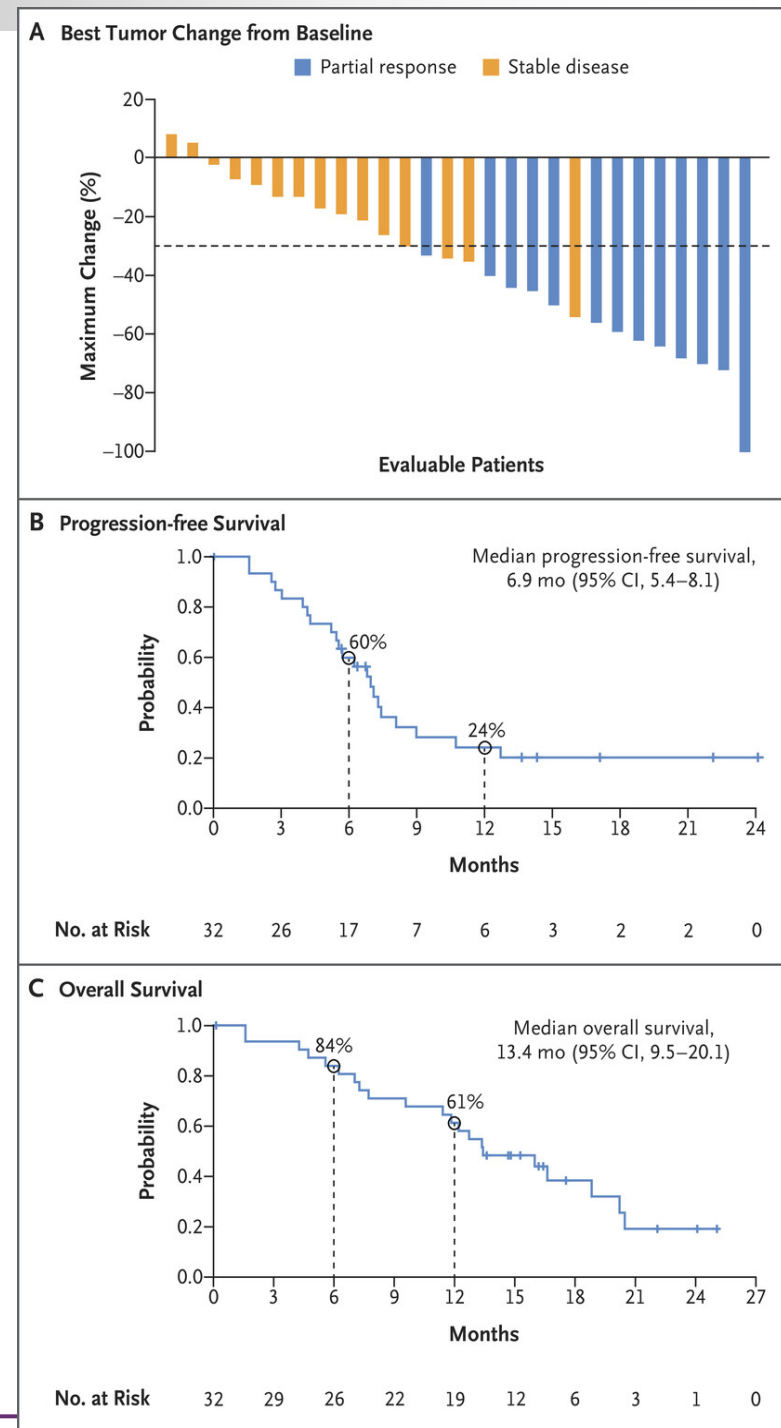 A Best Tumor Change from Baseline
Partial response Stable disease
20
0
−20
−40
−60
−80
−100
Maximum Change (%)
Evaluable Patients
B Progression-free Survival
Median progression-free survival,
6.9 mo (95% CI, 5.4–8.1)
1.0
0.8
0.6
0.4
0.2
0.0
Probability
60%
24%
0 3 6 9 12 15 18 21 24
Months
No. at Risk 32 26 17 7 6 3 2 2 0
C Overall Survival
Median overall survival,
13.4 mo (95% CI, 9.5–20.1)
1.0
0.8
0.6
0.4
0.2
0.0
Probability
84%
61%
0 3 6 9 12 15 18 21 24 27
Months
No. at Risk 32 29 26 22 19 12 6 3 1 0